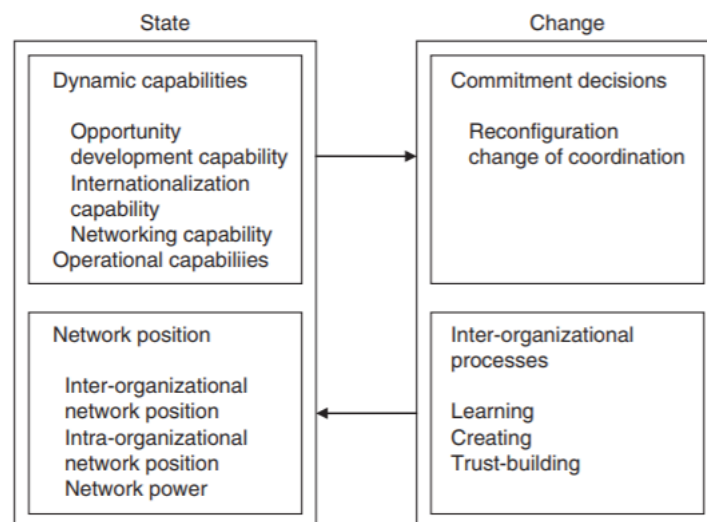 State
Dynamic capabilities
Opportunity
development capability
Internationalization
capability
Networking capability
Operational capabiliies
Network position
Inter-organizational
network position
Intra-organizational
network position
Network power
Change
Commitment decisions
Reconfiguration
change of coordination
Inter-organizational
processes
Learning
Creating
Trust-building